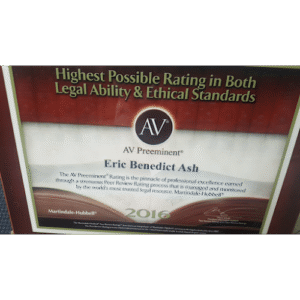 Highest Possible Rating in Both
Legal Ability & Ethical Standards
AV®
AV Preeminent®
Eric Benedict Ash
The AV Preeminent® Rating is the pinnacle of professional excellence earned
through a strenuous Peer Review Rating process that is managed and monitored
by the world's most trusted legal resource, Martindale-Hubbell®
Martindale-Hubbell®
2016